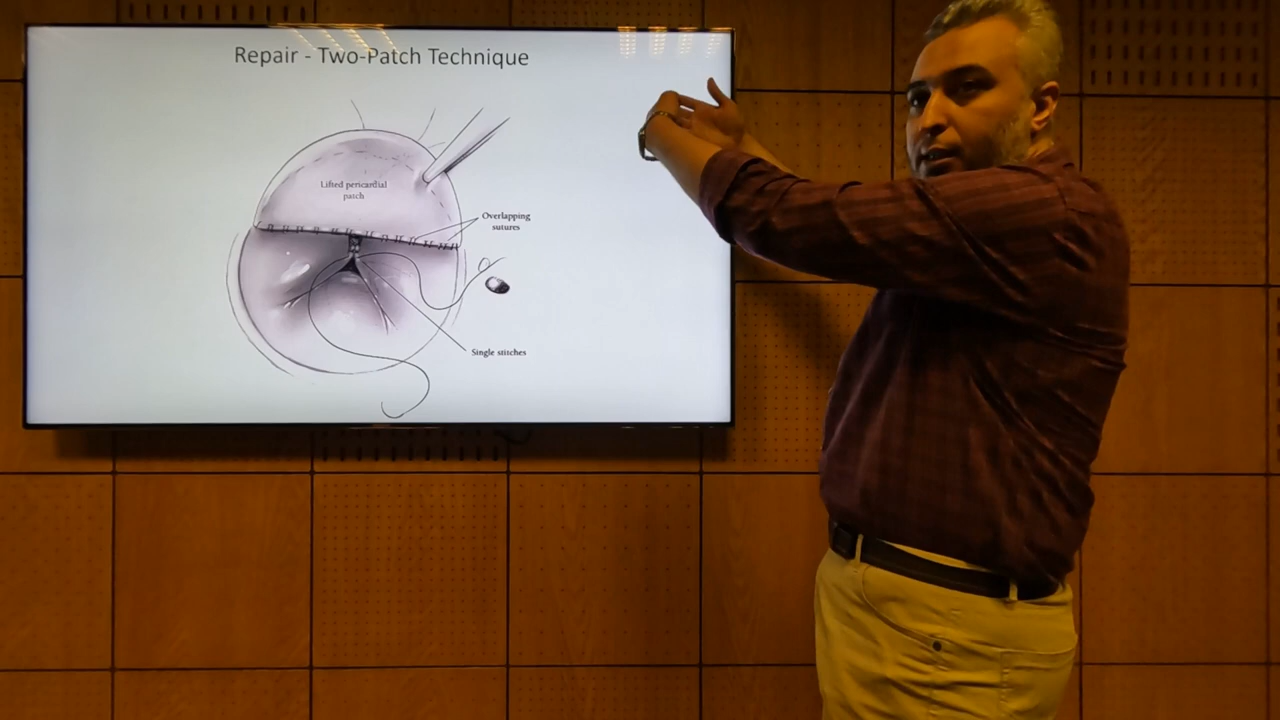 Repair - Two-Patch Technique
Lifted pericardial
patch
Overlapping
sutures
Single stitches